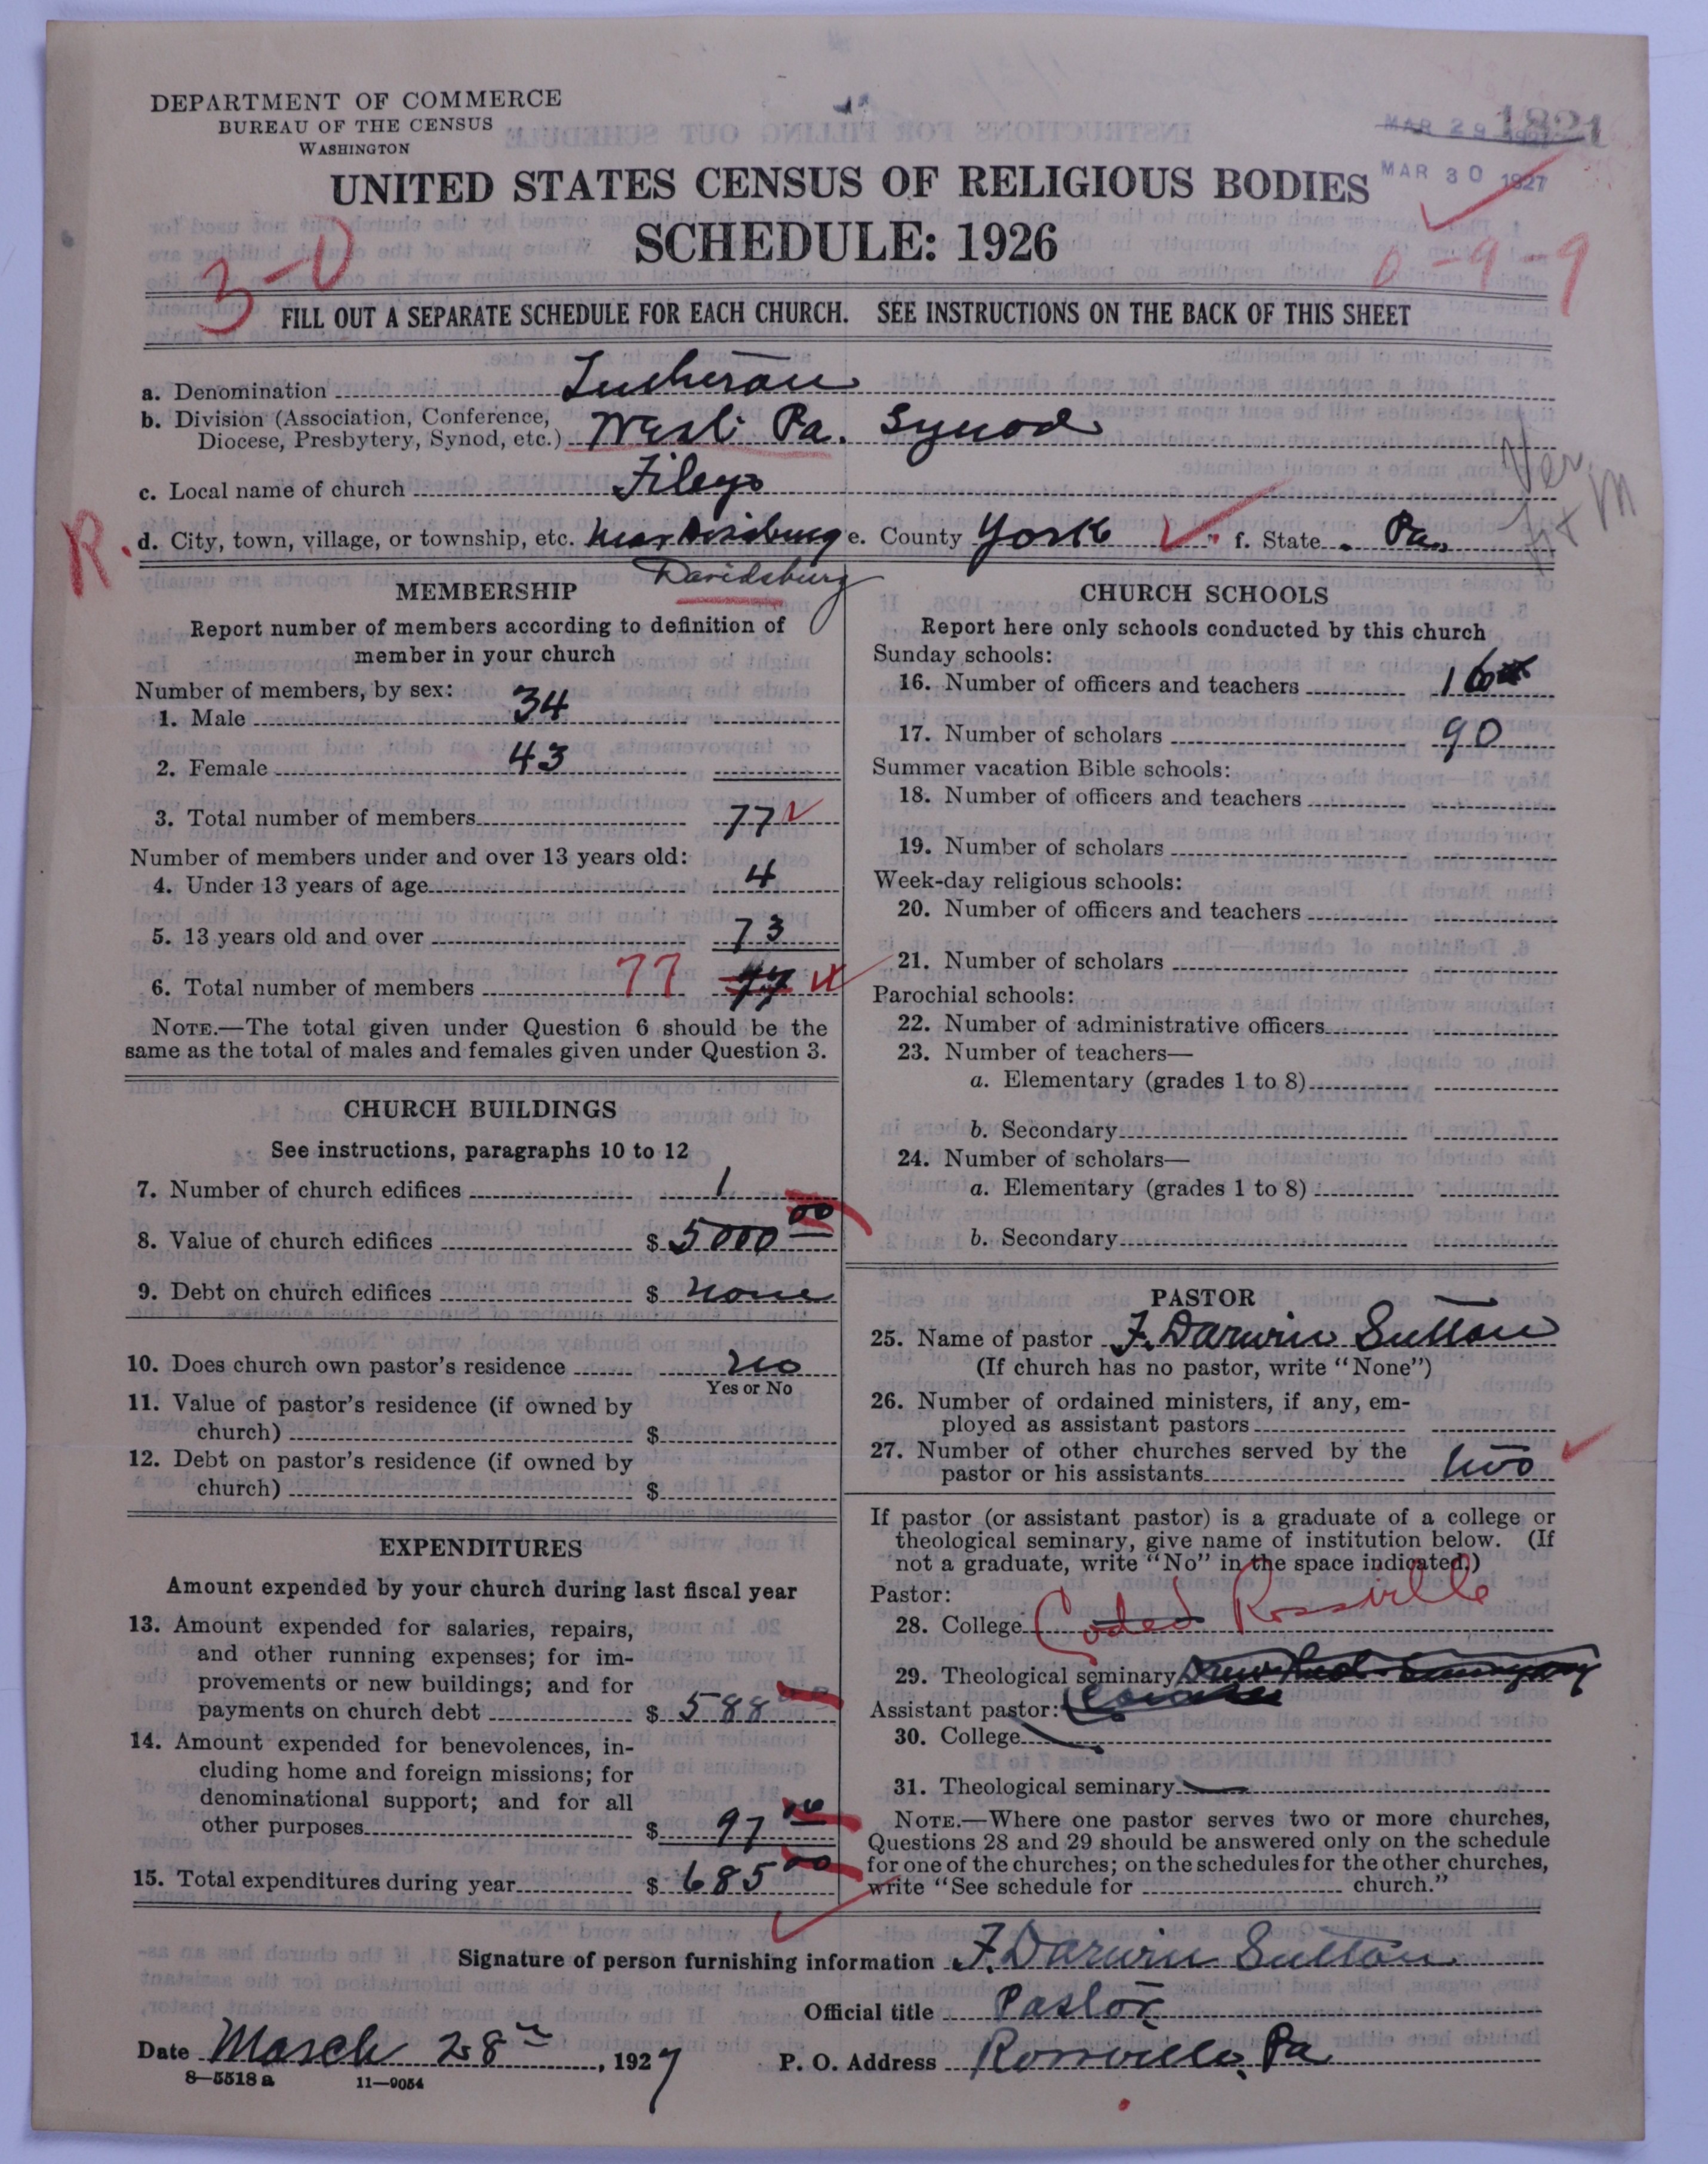 DEPARTMENT OF COMMERCE
BUREAU OF THE CENSUS
WASHINGTON
1821
MAR 29
MAR 30 1927
UNITED STATES CENSUS OF RELIGIOUS BODIES
SCHEDULE: 1926
3-0
0-9-9
FILL OUT A SEPARATE SCHEDULE FOR EACH CHURCH. SEE INSTRUCTIONS ON THE BACK OF THIS SHEET
a. Denomination Lutheran
b. Division (Association, Conference,
Diocese, Presbytery, Synod, etc.) West Pa. Synod
c. Local name of church Fileys
Ver
R. d. City, town, village, or township, etc. Near e. County York f. State Pa.
Davidsburg
MEMBERSHIP
Report number of members according to definition of
member in your church
Number of members, by sex:
1. Male 34
2. Female 43
3. Total number of members 77
Number of members under and over 13 years old:
4. Under 13 years of age 4
5. 13 years old and over 73
6. Total number of members 77 77
NOTE.—The total given under Question 6 should be the
same as the total of males and females given under Question 3.
CHURCH BUILDINGS
See instructions, paragraphs 10 to 12
7. Number of church edifices 1
8. Value of church edifices $ 5000 00
9. Debt on church edifices $ none
10. Does church own pastor's residence no
Yes or No
11. Value of pastor's residence (if owned by
church) $
12. Debt on pastor's residence (if owned by
church) $
EXPENDITURES
Amount expended by your church during last fiscal year
13. Amount expended for salaries, repairs,
and other running expenses; for im-
provements or new buildings; and for
payments on church debt $ 588 00
14. Amount expended for benevolences, in-
cluding home and foreign missions; for
denominational support; and for all
other purposes $ 97 00
15. Total expenditures during year $ 685 00
CHURCH SCHOOLS
Report here only schools conducted by this church
Sunday schools:
16. Number of officers and teachers 16
17. Number of scholars 90
Summer vacation Bible schools:
18. Number of officers and teachers
19. Number of scholars
Week-day religious schools:
20. Number of officers and teachers
21. Number of scholars
Parochial schools:
22. Number of administrative officers
23. Number of teachers—
a. Elementary (grades 1 to 8)
b. Secondary
24. Number of scholars—
a. Elementary (grades 1 to 8)
b. Secondary
PASTOR
25. Name of pastor F. Darwin Sutton
(If church has no pastor, write "None")
26. Number of ordained ministers, if any, em-
ployed as assistant pastors
27. Number of other churches served by the
pastor or his assistants two
If pastor (or assistant pastor) is a graduate of a college or
theological seminary, give name of institution below. (If
not a graduate, write "No" in the space indicated.)
Pastor:
28. College Coded Rossville
29. Theological seminary
Assistant pastor:
30. College
31. Theological seminary
NOTE.—Where one pastor serves two or more churches,
Questions 28 and 29 should be answered only on the schedule
for one of the churches; on the schedules for the other churches,
write "See schedule for church."
Signature of person furnishing information F. Darwin Sutton
Official title Pastor
Date March 28th, 1927 P. O. Address Rossville, Pa
8—5518 a 11—9054